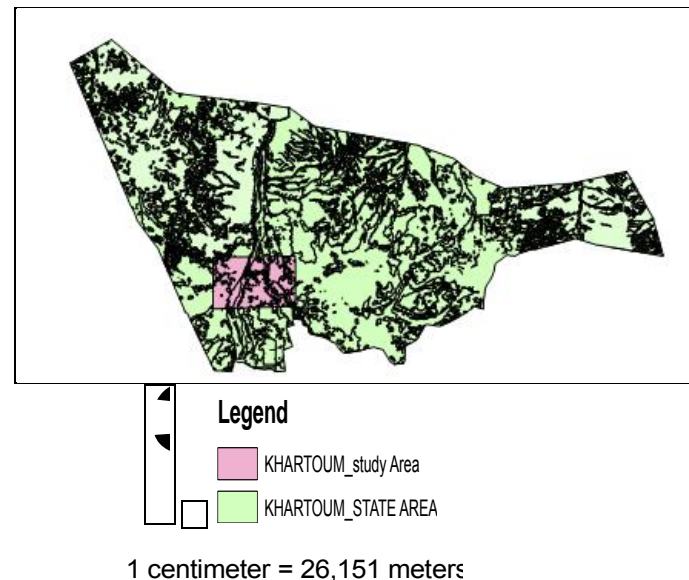 Legend
KHARTOUM_study Area
KHARTOUM_STATE AREA
1 centimeter = 26,151 meters